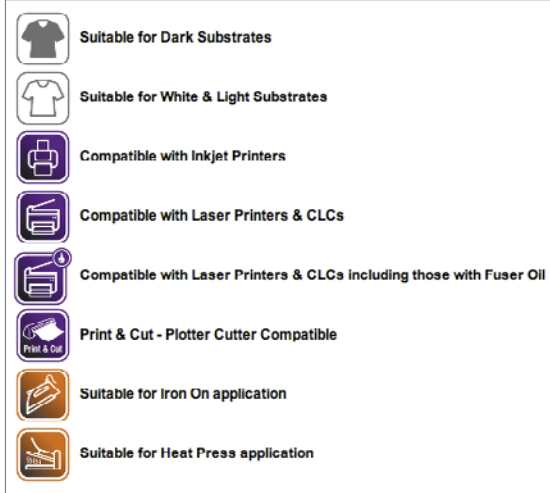 Suitable for Dark Substrates
Suitable for White & Light Substrates
Compatible with Inkjet Printers
Compatible with Laser Printers & CLCs
Compatible with Laser Printers & CLCs including those with Fuser Oil
Print & Cut - Plotter Cutter Compatible
Print & Cut
Suitable for Iron On application
Suitable for Heat Press application